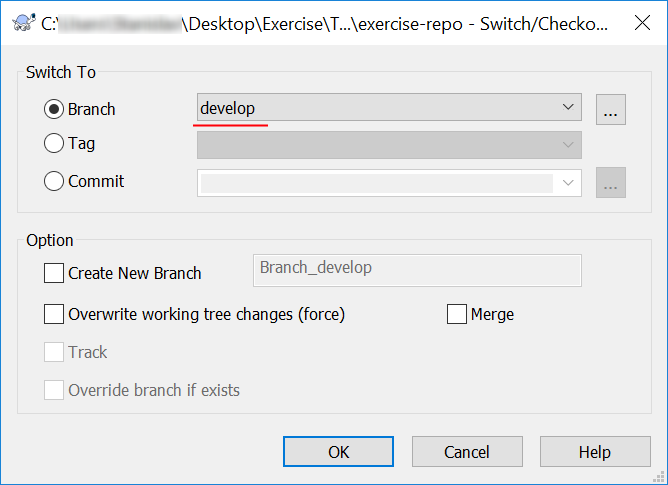 C:\ \Desktop\Exercise\T...\exercise-repo - Switch/Checko...
Switch To
Branch develop ...
Tag
Commit ...
Option
Create New Branch Branch_develop
Overwrite working tree changes (force) Merge
Track
Override branch if exists
OK Cancel Help